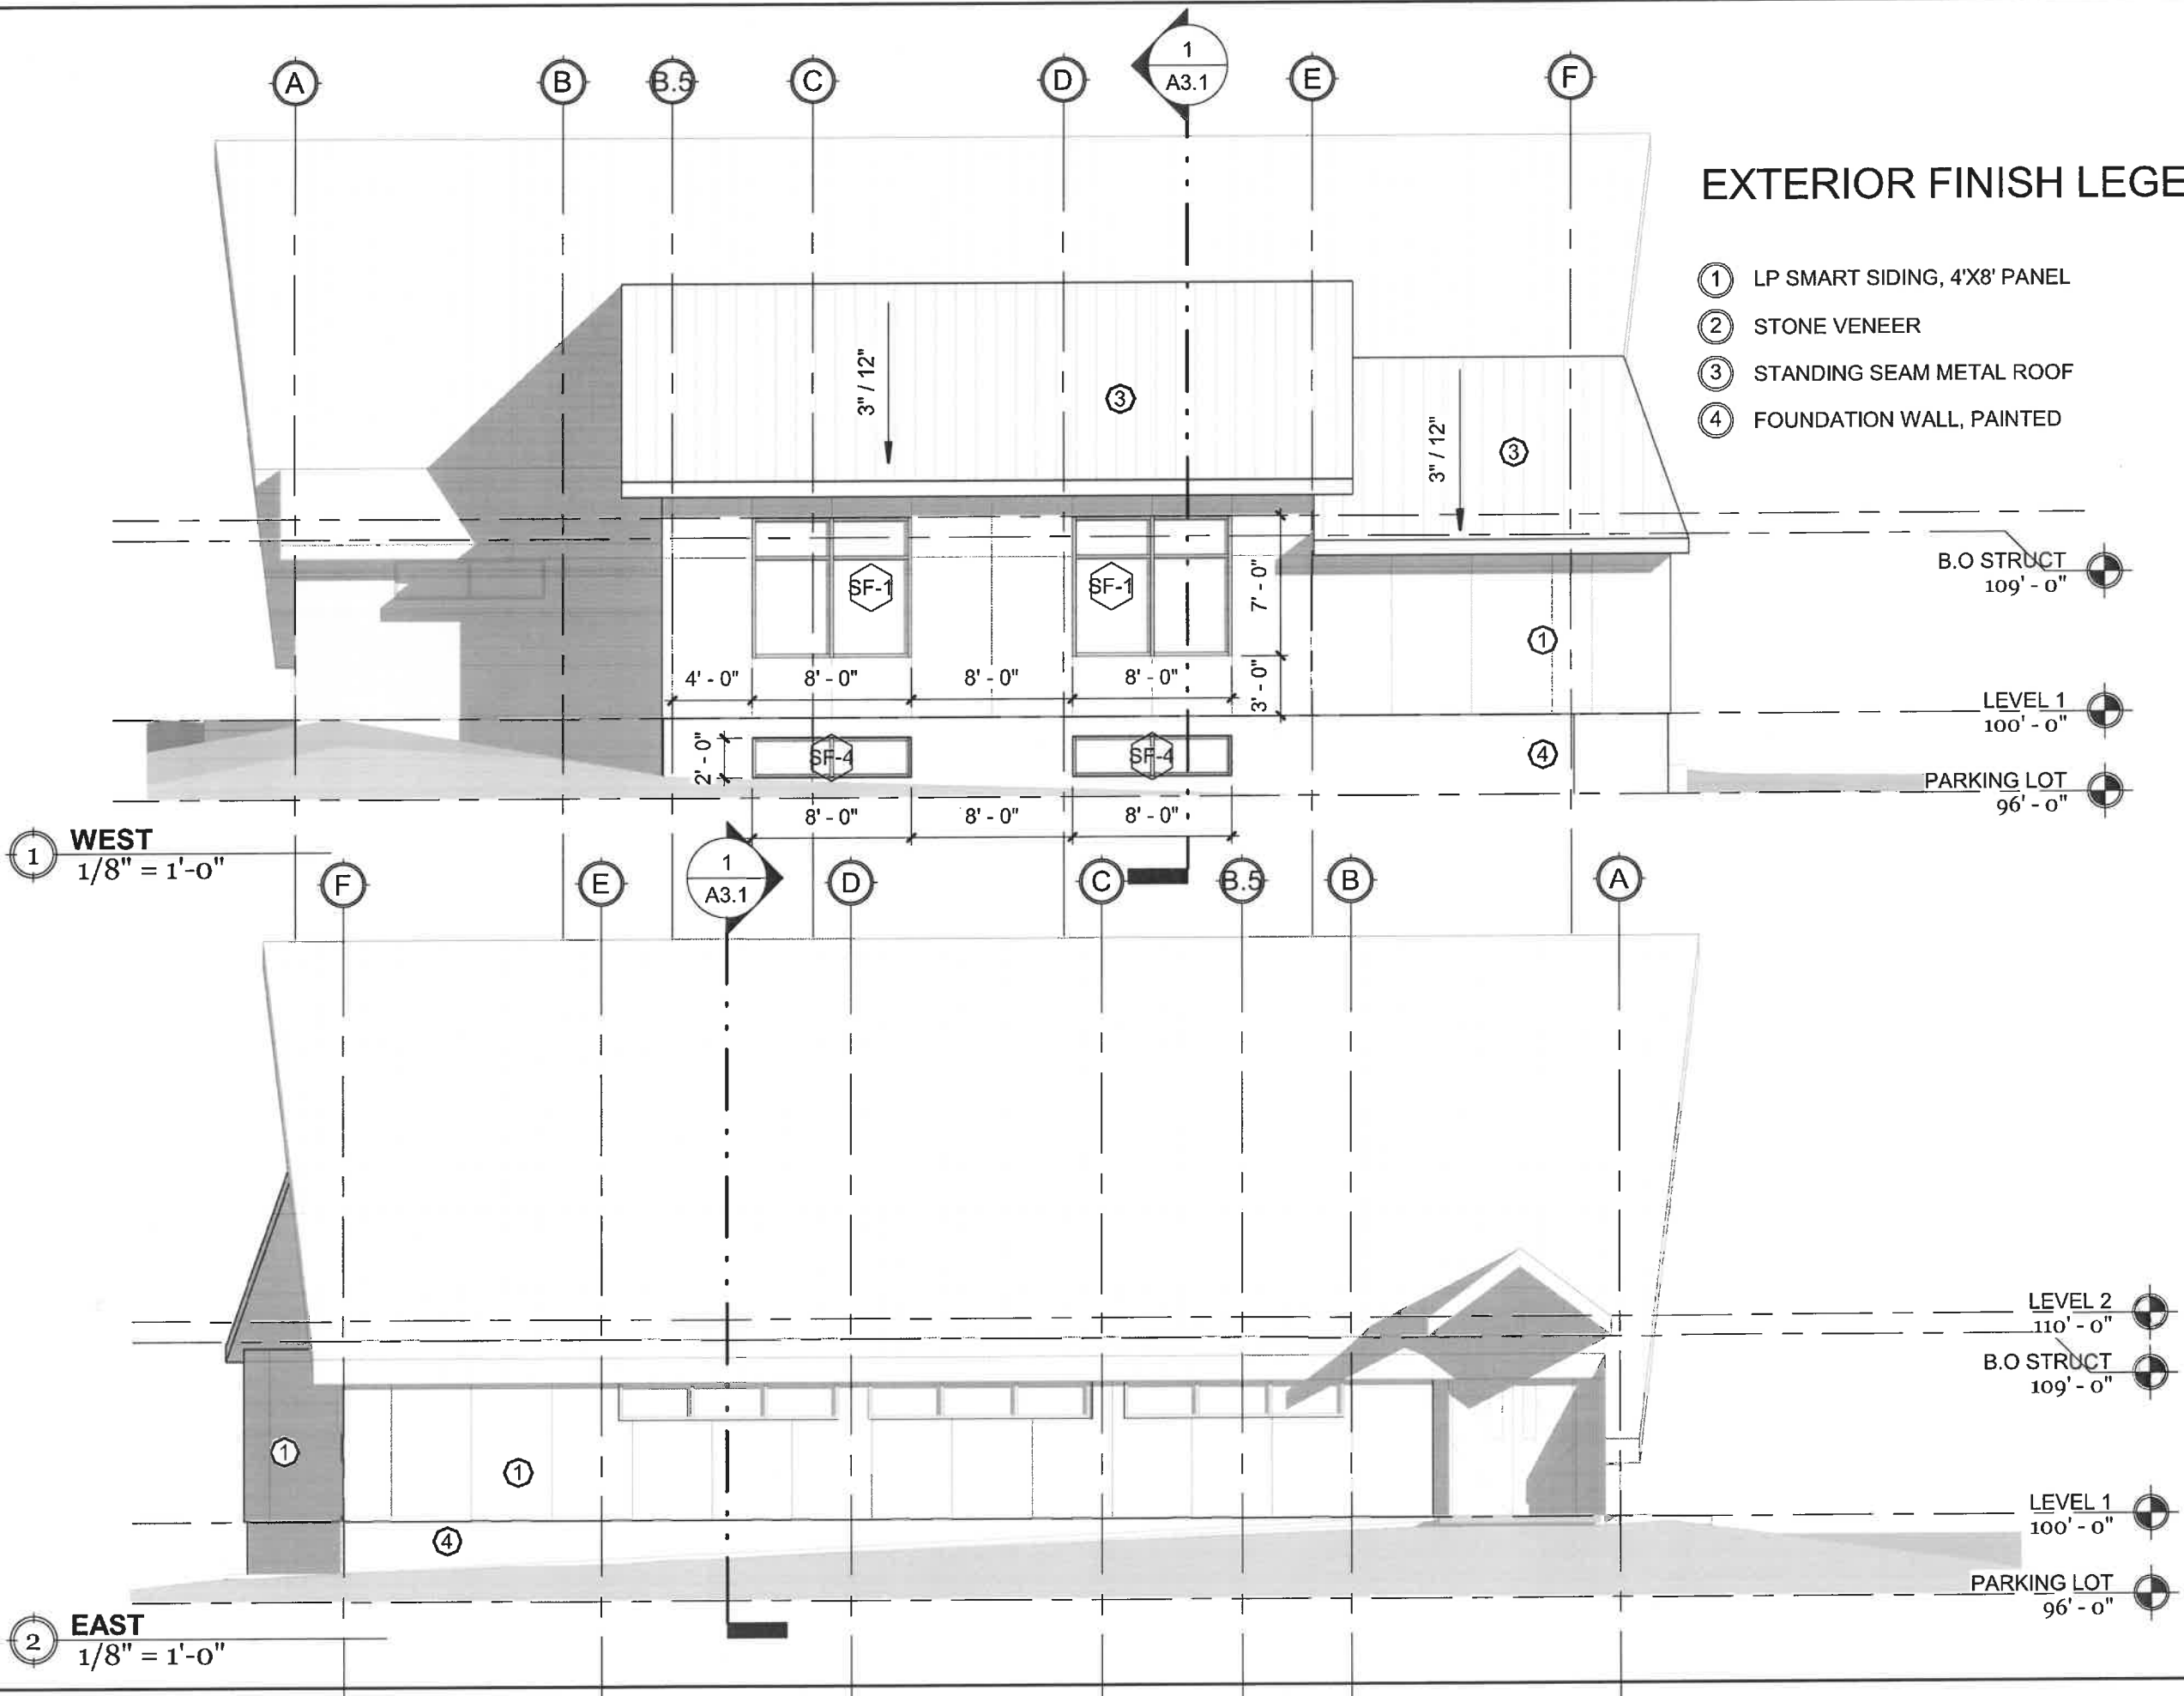 A B B.5 C D 1 E F
A3.1
EXTERIOR FINISH LEGE
1 LP SMART SIDING, 4'X8' PANEL
2 STONE VENEER
3 STANDING SEAM METAL ROOF
4 FOUNDATION WALL, PAINTED
3" / 12"
3
3" / 12"
3
B.O STRUCT
109' - 0"
SF-1
SF-1
7' - 0"
1
4' - 0" 8' - 0" 8' - 0" 8' - 0"
3' - 0"
LEVEL 1
100' - 0"
2' - 0"
SF-4
SF-4
4
PARKING LOT
96' - 0"
8' - 0" 8' - 0" 8' - 0"
1 WEST
1/8" = 1'-0"
F E 1 D C B.5 B A
A3.1
LEVEL 2
110' - 0"
B.O STRUCT
109' - 0"
1
1
LEVEL 1
100' - 0"
4
PARKING LOT
96' - 0"
2 EAST
1/8" = 1'-0"